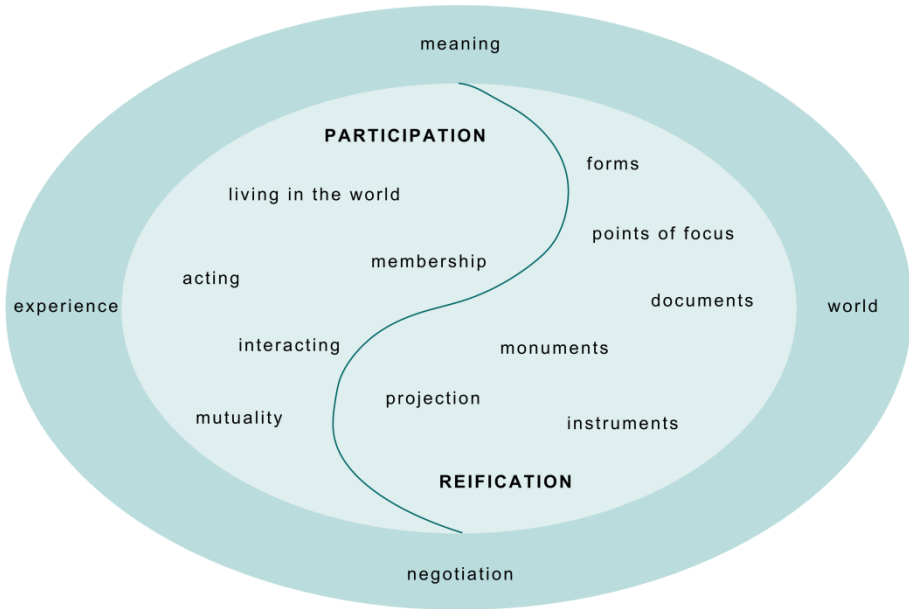 meaning
PARTICIPATION
forms
living in the world
points of focus
membership
acting
documents
experience
world
interacting
monuments
projection
mutuality
instruments
REIFICATION
negotiation